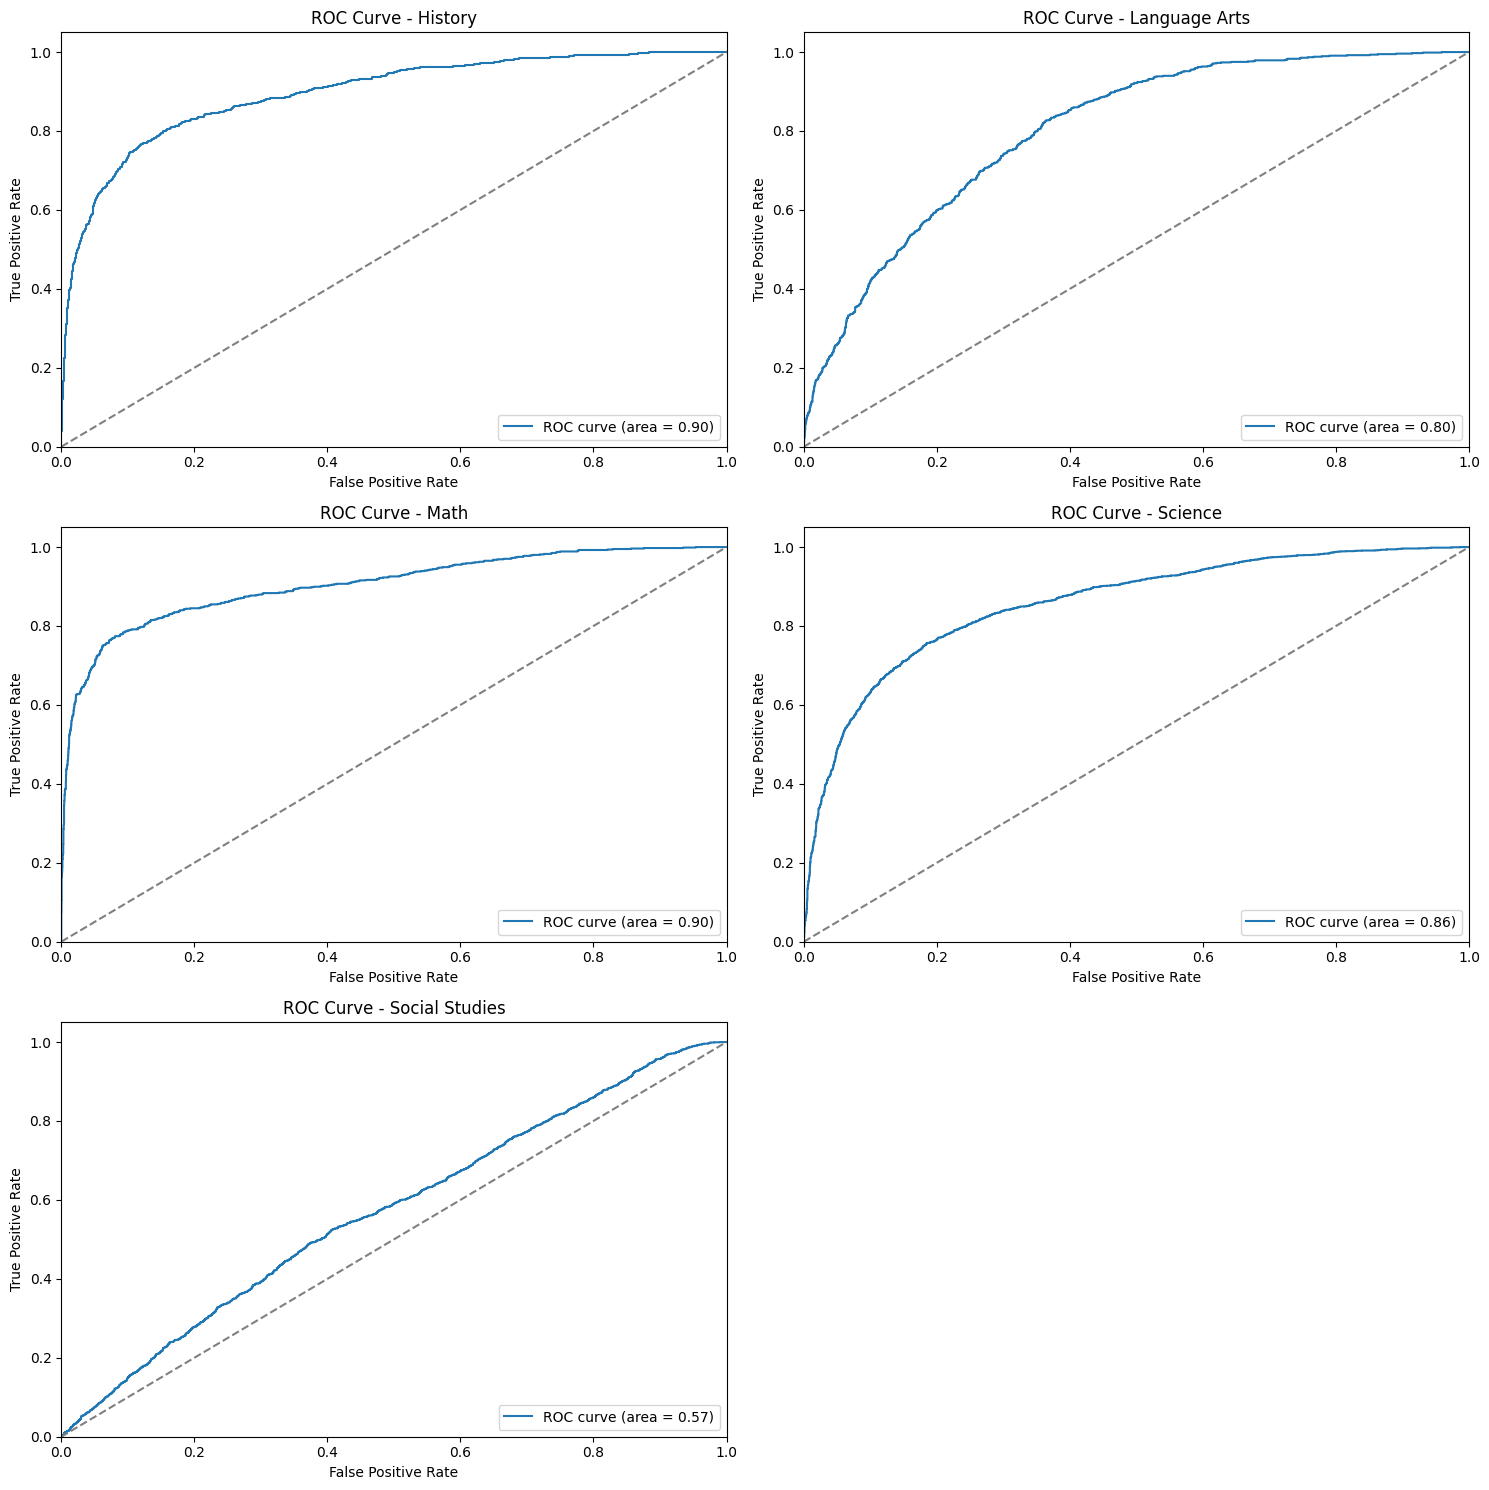 ROC Curve - History
True Positive Rate
1.0
0.8
0.6
0.4
0.2
0.0
ROC curve (area = 0.90)
0.0 0.2 0.4 0.6 0.8 1.0
False Positive Rate
ROC Curve - Language Arts
True Positive Rate
1.0
0.8
0.6
0.4
0.2
0.0
ROC curve (area = 0.80)
0.0 0.2 0.4 0.6 0.8 1.0
False Positive Rate
ROC Curve - Math
True Positive Rate
1.0
0.8
0.6
0.4
0.2
0.0
ROC curve (area = 0.90)
0.0 0.2 0.4 0.6 0.8 1.0
False Positive Rate
ROC Curve - Science
True Positive Rate
1.0
0.8
0.6
0.4
0.2
0.0
ROC curve (area = 0.86)
0.0 0.2 0.4 0.6 0.8 1.0
False Positive Rate
ROC Curve - Social Studies
True Positive Rate
1.0
0.8
0.6
0.4
0.2
0.0
ROC curve (area = 0.57)
0.0 0.2 0.4 0.6 0.8 1.0
False Positive Rate